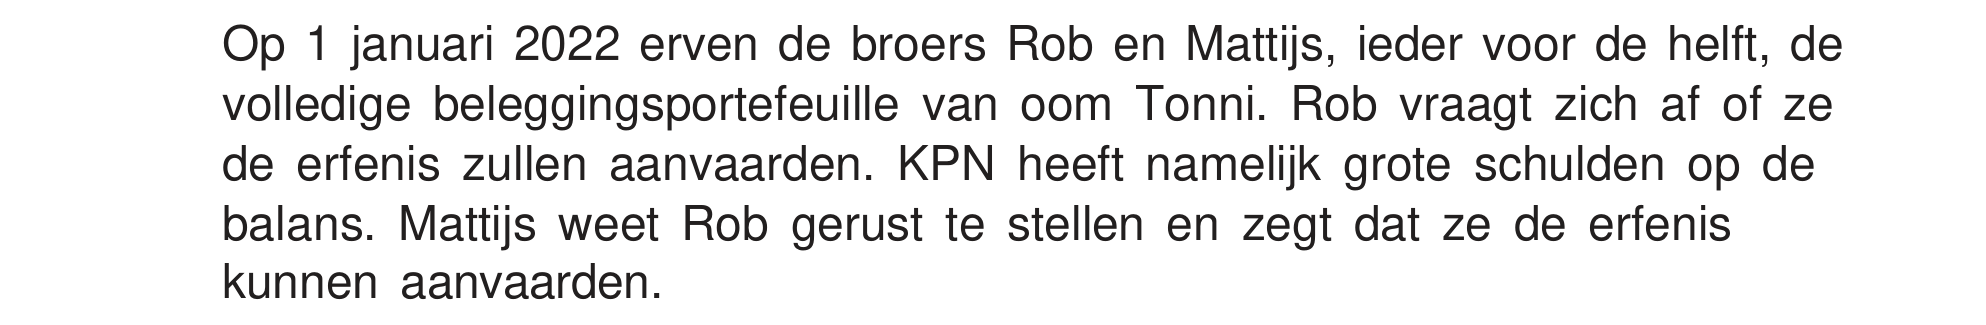 Op 1 januari 2022 erven de broers Rob en Mattijs, ieder voor de helft, de
volledige beleggingsportefeuille van oom Tonni. Rob vraagt zich af of ze
de erfenis zullen aanvaarden. KPN heeft namelijk grote schulden op de
balans. Mattijs weet Rob gerust te stellen en zegt dat ze de erfenis
kunnen aanvaarden.